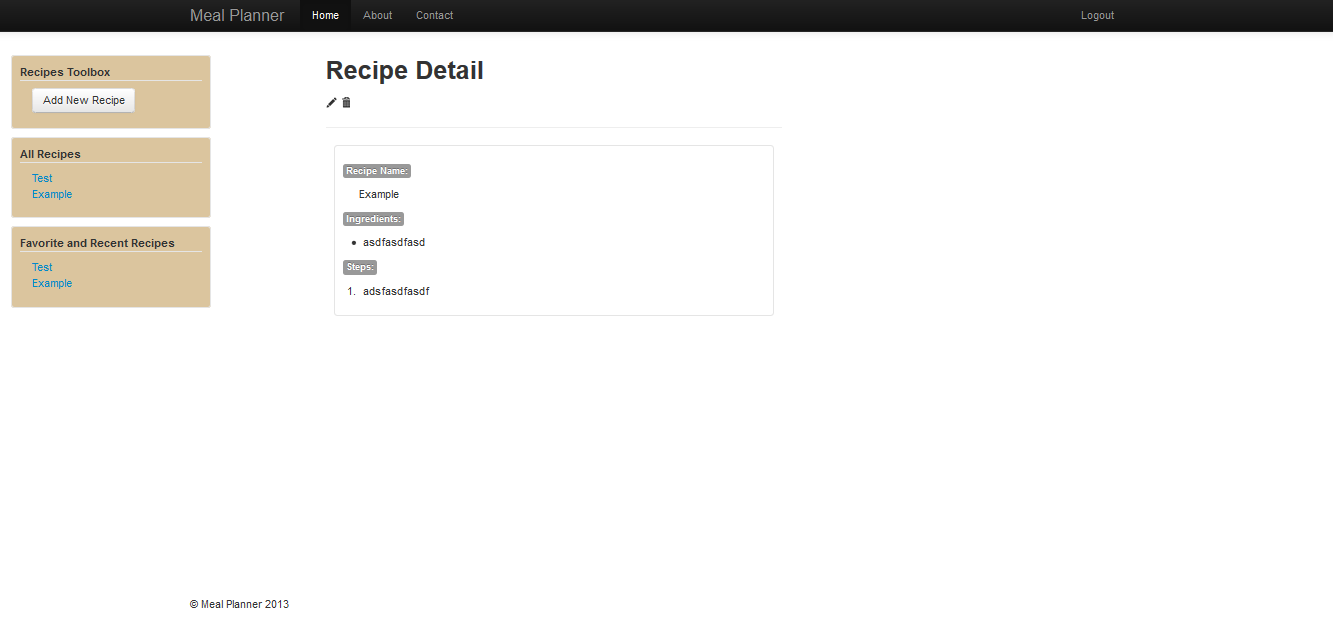 Meal Planner Home About Contact Logout
Recipes Toolbox
Add New Recipe
All Recipes
Test
Example
Favorite and Recent Recipes
Test
Example
Recipe Detail
Recipe Name:
Example
Ingredients:
• asdfasdfasd
Steps:
1. adsfasdfasdf
© Meal Planner 2013